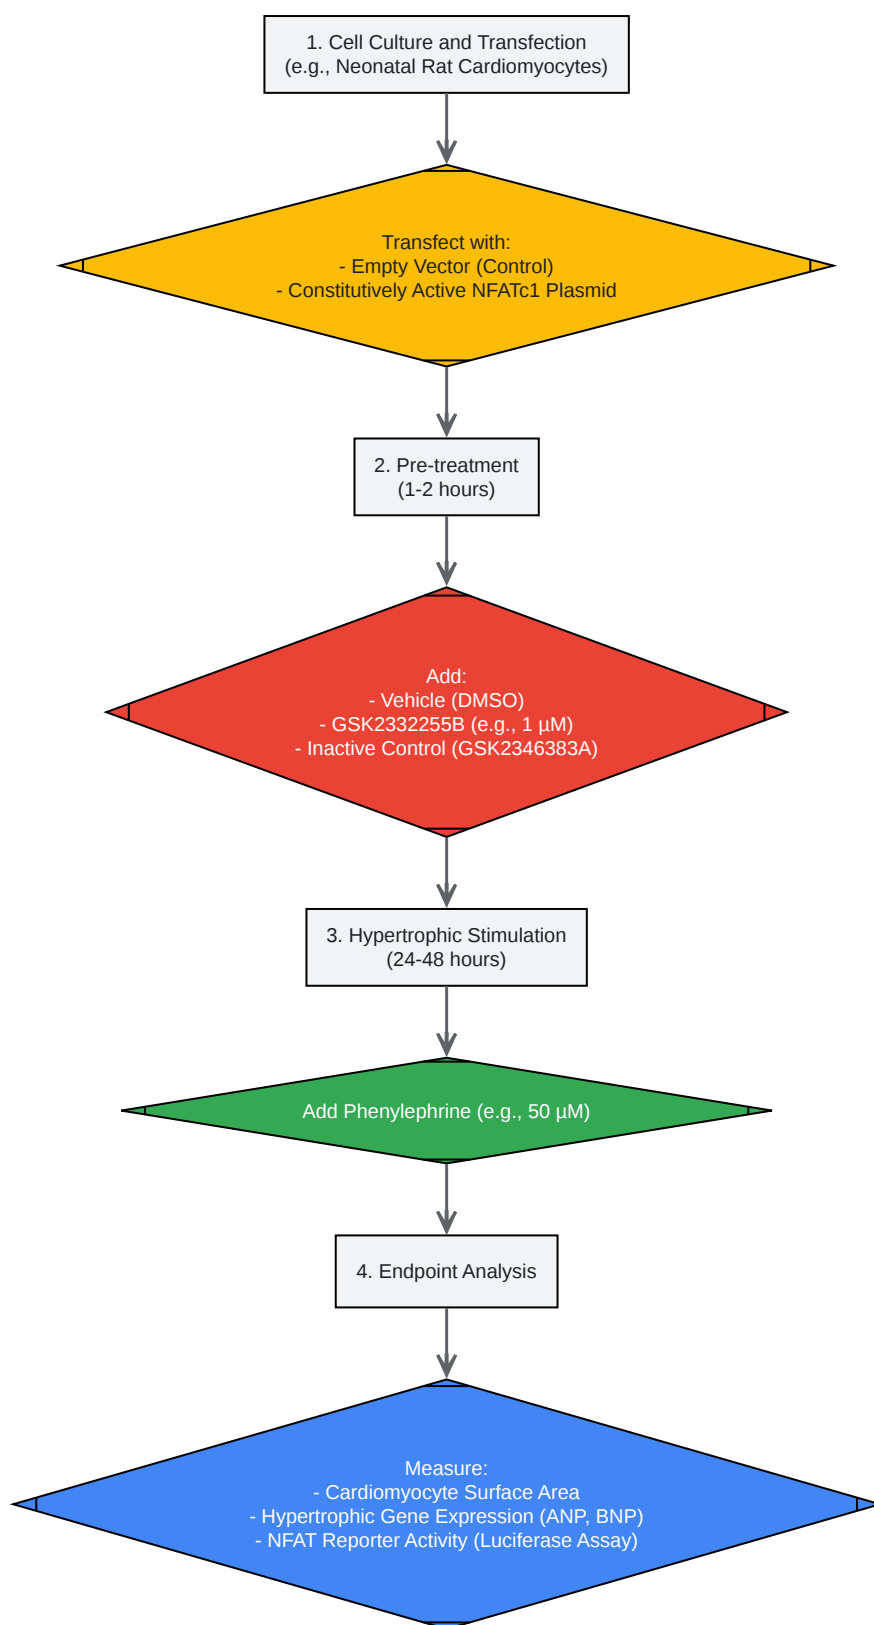 1. Cell Culture and Transfection
(e.g., Neonatal Rat Cardiomyocytes)
Transfect with:
- Empty Vector (Control)
- Constitutively Active NFATc1 Plasmid
2. Pre-treatment
(1-2 hours)
Add:
- Vehicle (DMSO)
- GSK2332255B (e.g., 1 µM)
- Inactive Control (GSK2346383A)
3. Hypertrophic Stimulation
(24-48 hours)
Add Phenylephrine (e.g., 50 µM)
4. Endpoint Analysis
Measure:
- Cardiomyocyte Surface Area
- Hypertrophic Gene Expression (ANP, BNP)
- NFAT Reporter Activity (Luciferase Assay)